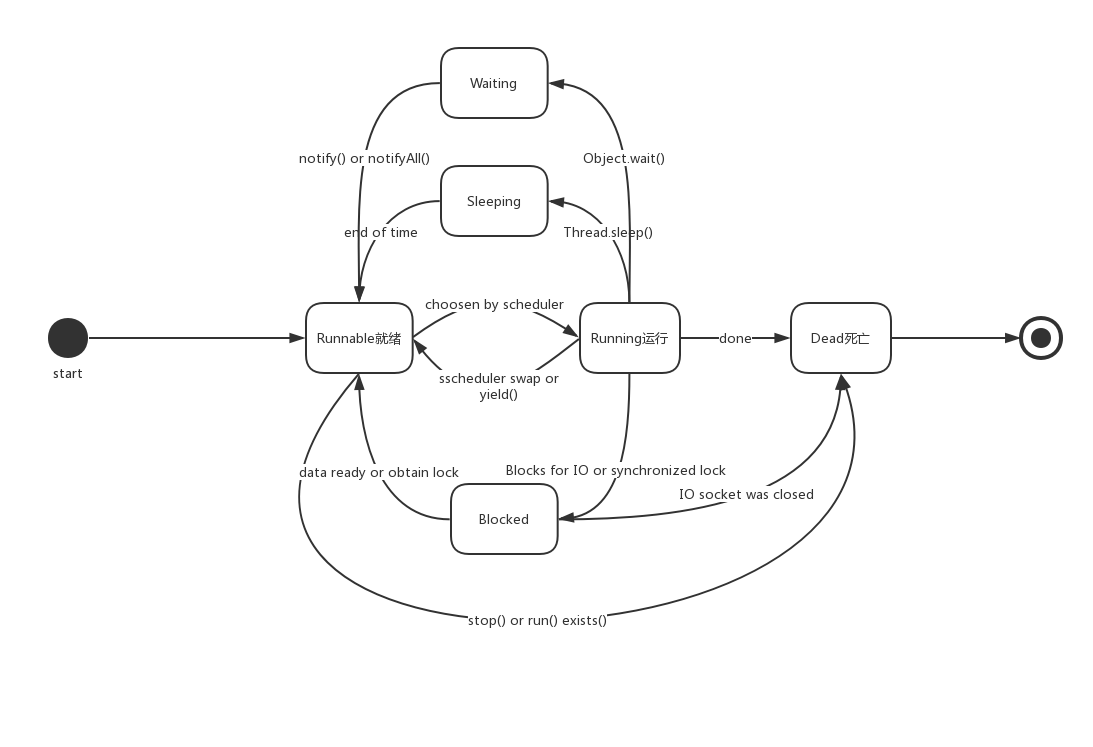 Waiting
notify() or notifyAll()
Object.wait()
Sleeping
end of time
Thread.sleep()
choosen by scheduler
Runnable就绪
Running运行
done
Dead死亡
start
sscheduler swap or
yield()
data ready or obtain lock
Blocks for IO or synchronized lock
IO socket was closed
Blocked
stop() or run() exists()